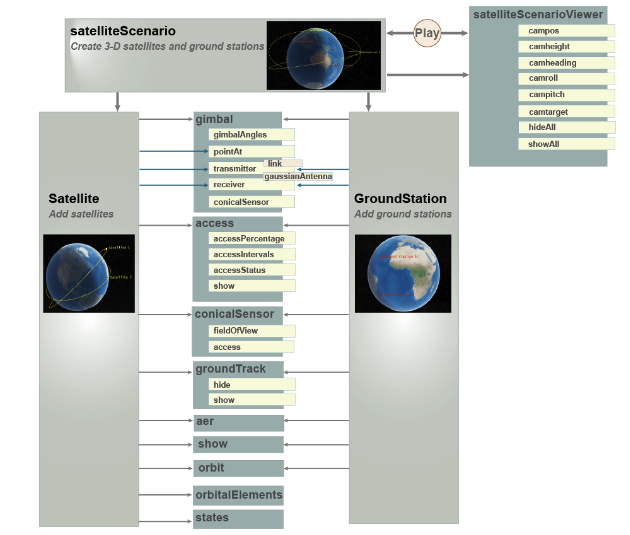 satelliteScenario
Create 3-D satellites and ground stations
Play
satelliteScenarioViewer
campos
camheight
camheading
camroll
campitch
camtarget
hideAll
showAll
Satellite
Add satellites
GroundStation
Add ground stations
gimbal
gimbalAngles
pointAt
transmitter
link
gaussianAntenna
receiver
conicalSensor
access
accessPercentage
accessIntervals
accessStatus
show
conicalSensor
fieldOfView
access
groundTrack
hide
show
aer
show
orbit
orbitalElements
states